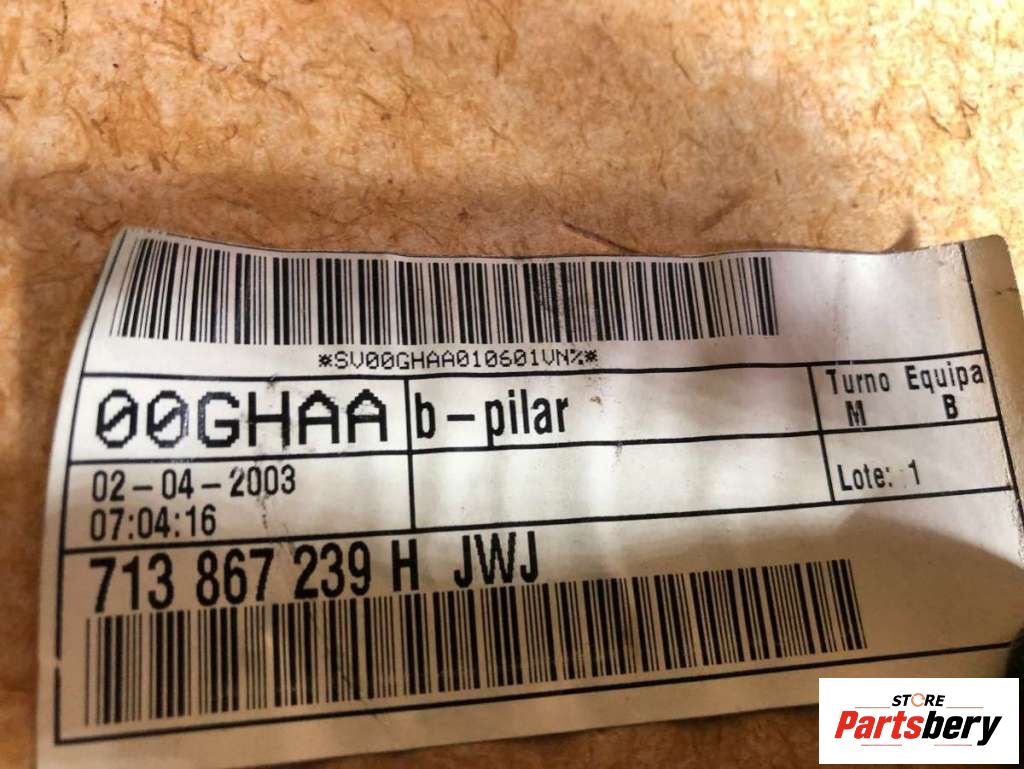 *SV00GHAA010601VN%*
00GHAA
b-pilar
Turno Equipa
M B
02-04-2003
07:04:16
Lote: 1
713 867 239 H JWJ
STORE
Partsbery